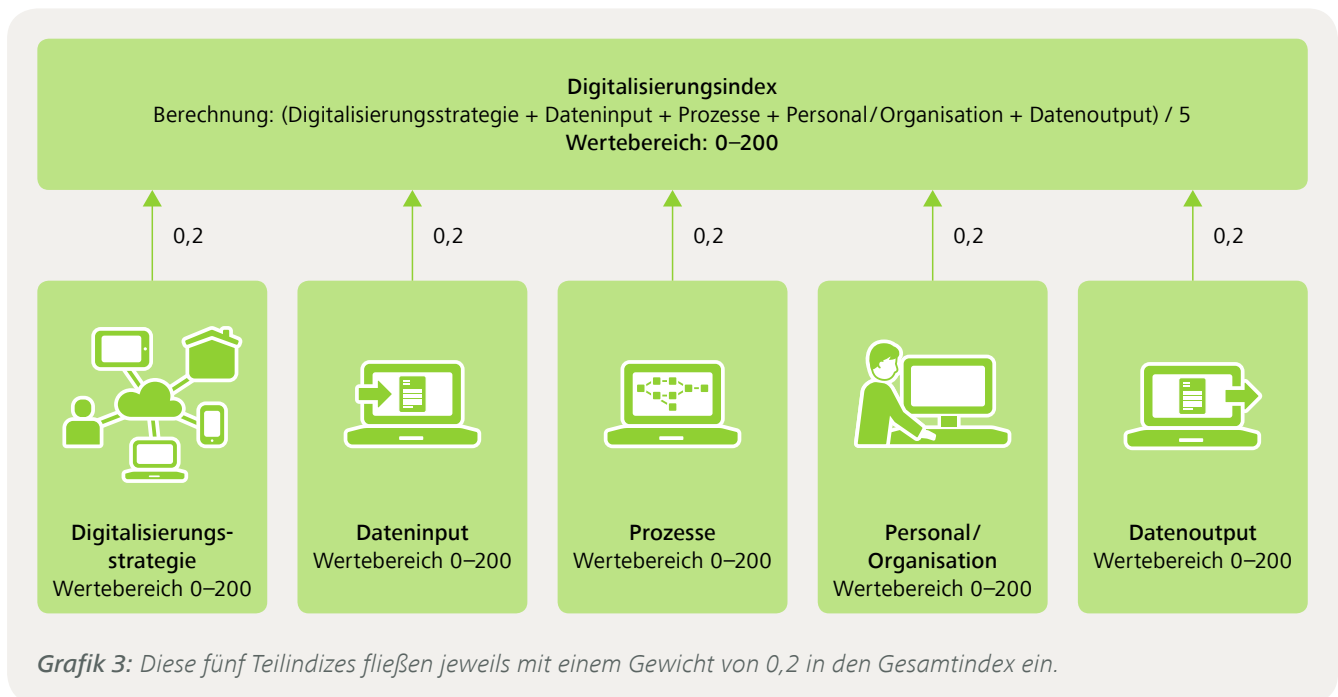 Digitalisierungsindex
Berechnung: (Digitalisierungsstrategie + Dateninput + Prozesse + Personal/Organisation + Datenoutput) / 5
Wertebereich: 0–200
0,2
0,2
0,2
0,2
0,2
Digitalisierungs-
strategie
Wertebereich 0–200
Dateninput
Wertebereich 0–200
Prozesse
Wertebereich 0–200
Personal/
Organisation
Wertebereich 0–200
Datenoutput
Wertebereich 0–200
Grafik 3: Diese fünf Teilindizes fließen jeweils mit einem Gewicht von 0,2 in den Gesamtindex ein.